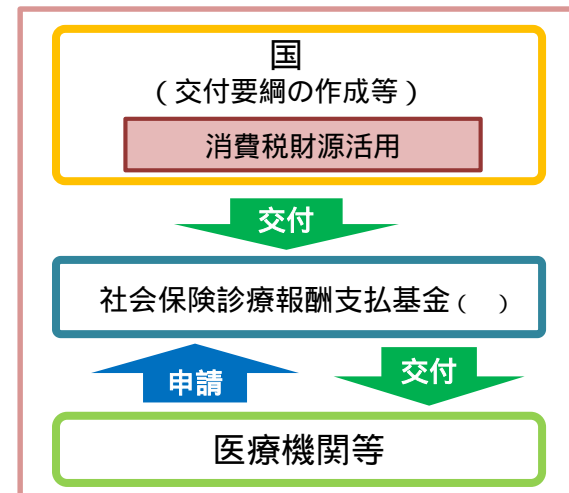 国
（交付要綱の作成等）
消費税財源活用
交付
社会保険診療報酬支払基金（　）
申請
交付
医療機関等